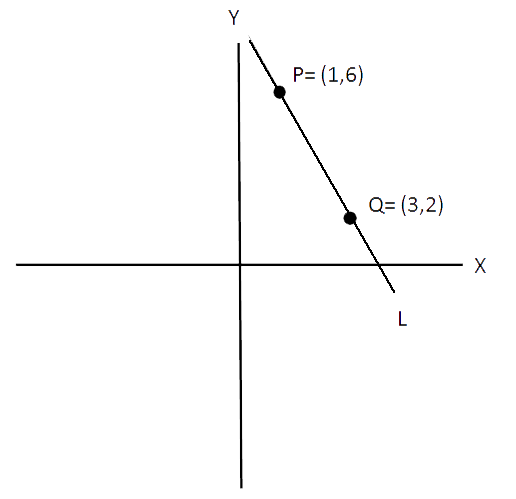 Y
P= (1,6)
Q= (3,2)
X
L